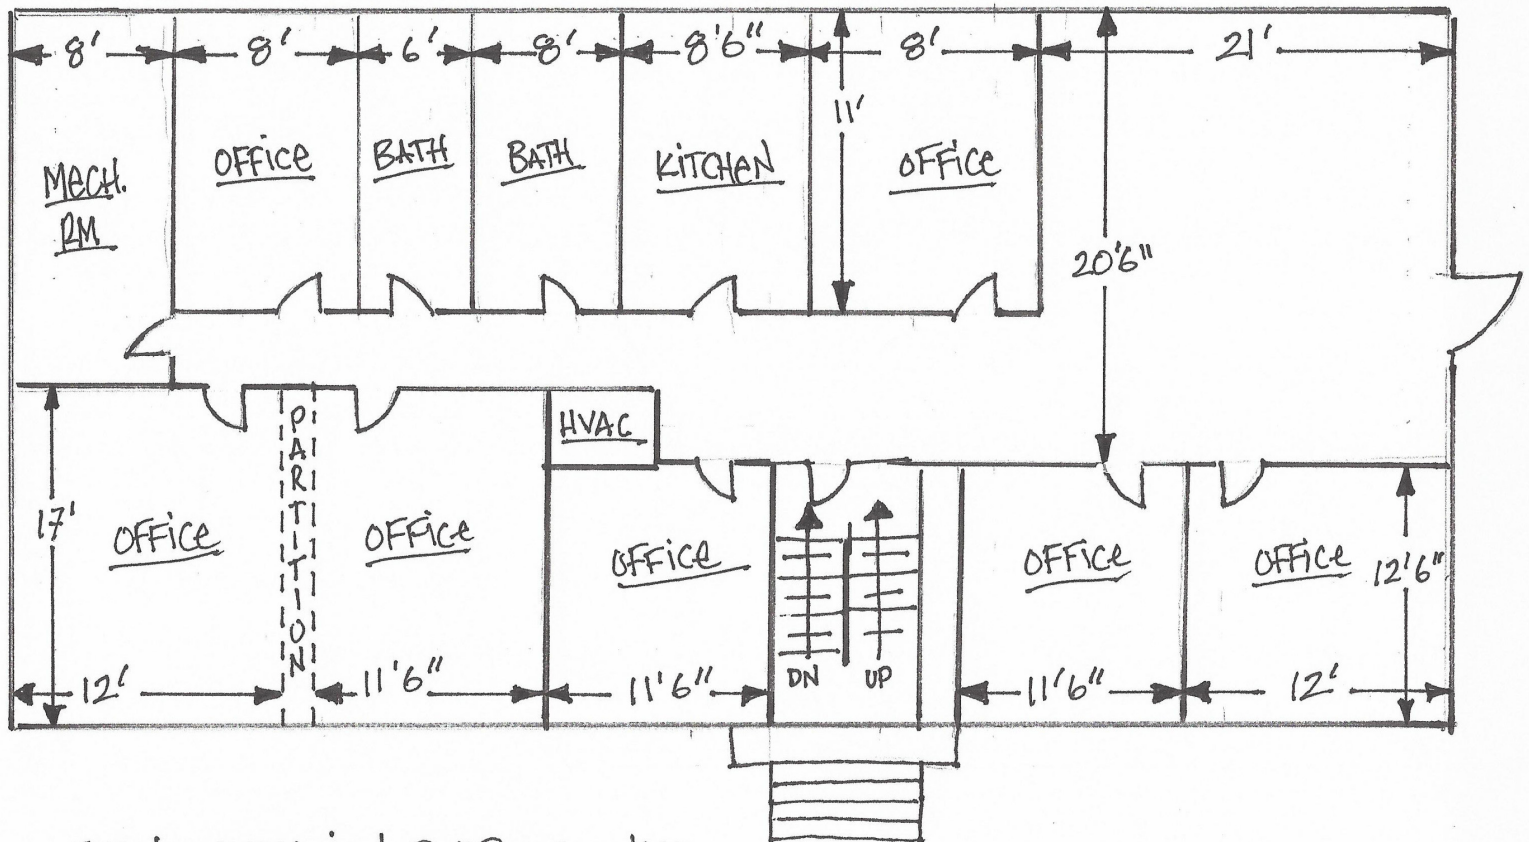 8' 8' 6' 8' 8'6" 8' 21'
11'
OFFICE BATH BATH KITCHEN OFFICE
MECH.
RM
20'6"
HVAC
PARTITION
17'
OFFICE OFFICE OFFICE OFFICE OFFICE 12'6"
12' 11'6" 11'6" DN UP 11'6" 12'